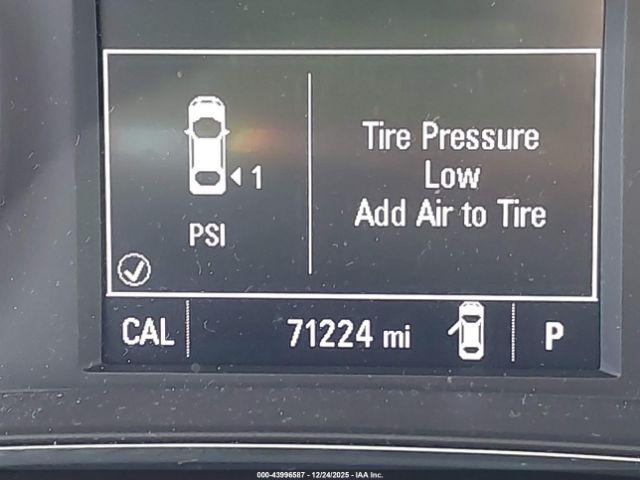 1
PSI
Tire Pressure
Low
Add Air to Tire
CAL 71224 mi P
000-43996587 - 12/24/2025 - IAA Inc.